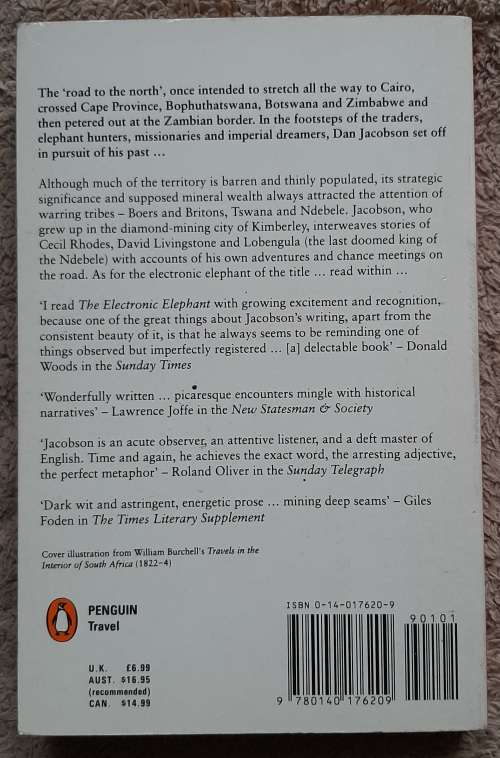 The 'road to the north', once intended to stretch all the way to Cairo,
crossed Cape Province, Bophuthatswana, Botswana and Zimbabwe and
then petered out at the Zambian border. In the footsteps of the traders,
elephant hunters, missionaries and imperial dreamers, Dan Jacobson set off
in pursuit of his past ...
Although much of the territory is barren and thinly populated, its strategic
significance and supposed mineral wealth always attracted the attention of
warring tribes – Boers and Britons, Tswana and Ndebele. Jacobson, who
grew up in the diamond-mining city of Kimberley, interweaves stories of
Cecil Rhodes, David Livingstone and Lobengula (the last doomed king of
the Ndebele) with accounts of his own adventures and chance meetings on
the road. As for the electronic elephant of the title ... read within ...
'I read The Electronic Elephant with growing excitement and recognition,
because one of the great things about Jacobson's writing, apart from the
consistent beauty of it, is that he always seems to be reminding one of
things observed but imperfectly registered ... [a] delectable book' – Donald
Woods in the Sunday Times
'Wonderfully written ... picaresque encounters mingle with historical
narratives' – Lawrence Joffe in the New Statesman & Society
'Jacobson is an acute observer, an attentive listener, and a deft master of
English. Time and again, he achieves the exact word, the arresting adjective,
the perfect metaphor' – Roland Oliver in the Sunday Telegraph
'Dark wit and astringent, energetic prose ... mining deep seams' – Giles
Foden in The Times Literary Supplement
Cover illustration from William Burchell's Travels in the
Interior of South Africa (1822–4)
PENGUIN
Travel
U.K. £6.99
AUST. $16.95
(recommended)
CAN. $14.99
ISBN 0-14-017620-9
90101
9 780140 176209